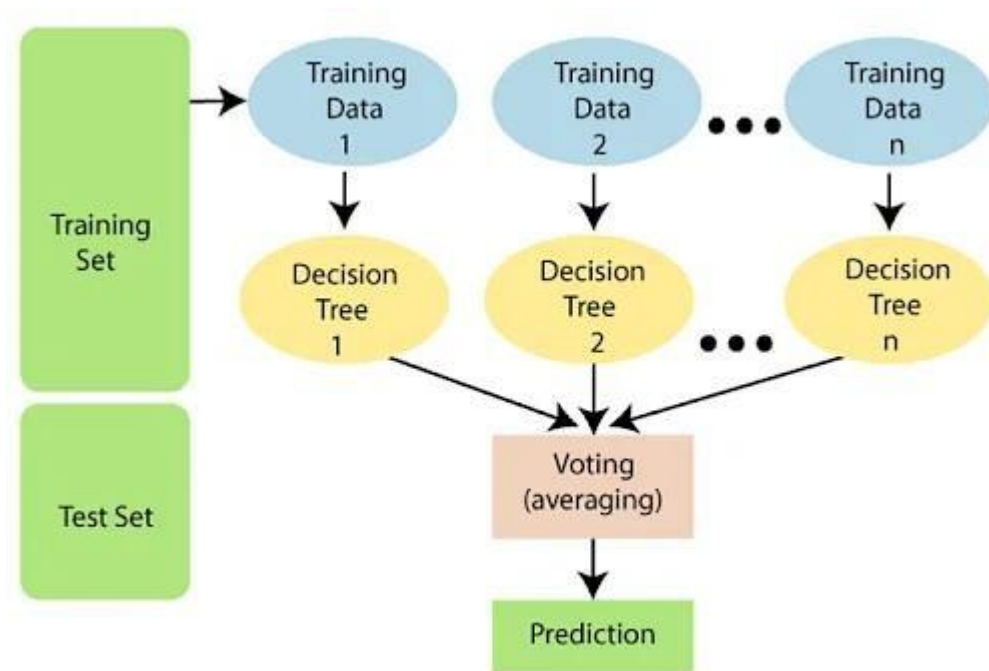 Training
Set
Test Set
Training
Data
1
Training
Data
2
Training
Data
n
Decision
Tree
1
Decision
Tree
2
Decision
Tree
n
Voting
(averaging)
Prediction